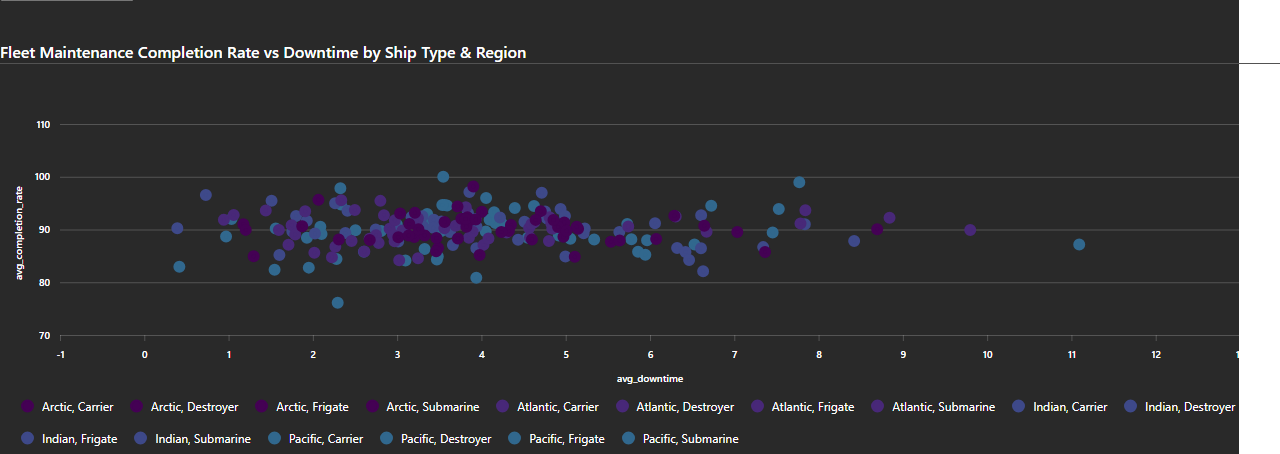 Fleet Maintenance Completion Rate vs Downtime by Ship Type & Region
110
100
90
80
70
avg_completion_rate
-1 0 1 2 3 4 5 6 7 8 9 10 11 12
avg_downtime
Arctic, Carrier Arctic, Destroyer Arctic, Frigate Arctic, Submarine Atlantic, Carrier Atlantic, Destroyer Atlantic, Frigate Atlantic, Submarine Indian, Carrier Indian, Destroyer
Indian, Frigate Indian, Submarine Pacific, Carrier Pacific, Destroyer Pacific, Frigate Pacific, Submarine